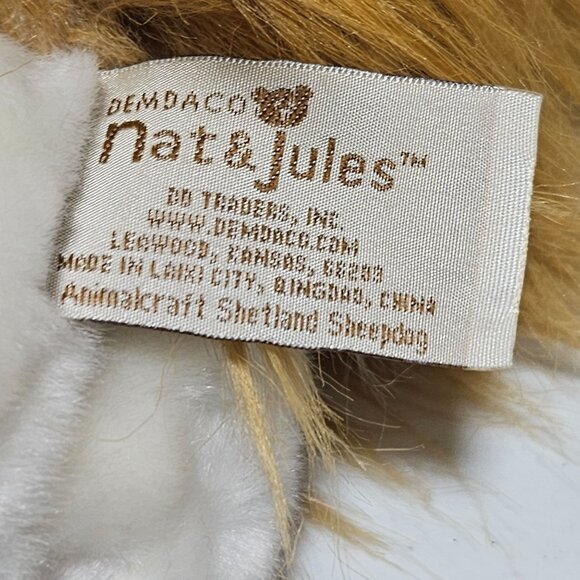 DEMDACO
nat & Jules™
DD TRADERS, INC.
WWW.DEMDACO.COM
LEAWOOD, KANSAS, 66209
MADE IN LAIXI CITY, QINGDAO, CHINA
Animalcraft Shetland Sheepdog